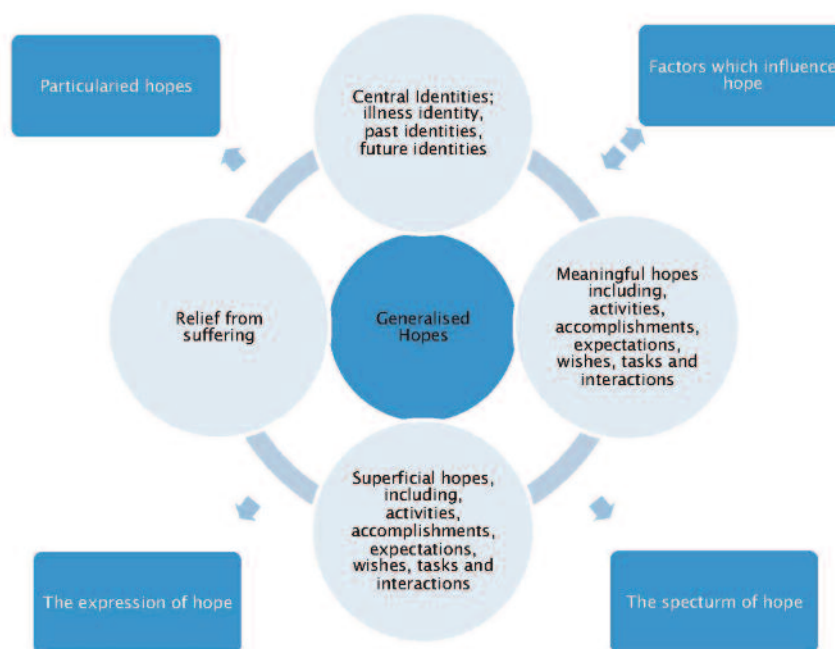 Particularied hopes
Central Identities;
illness identity,
past identities,
future identities
Factors which influence
hope
Relief from
suffering
Generalised
Hopes
Meaningful hopes
including,
activities,
accomplishments,
expectations,
wishes, tasks and
interactions
Superficial hopes,
including,
activities,
accomplishments,
expectations,
wishes, tasks and
interactions
The expression of hope
The specturm of hope